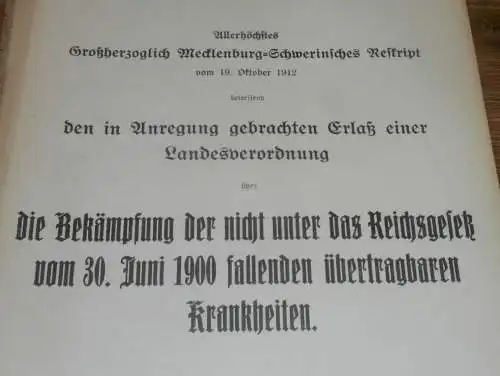 Allerhöchstes
Großherzoglich Mecklenburg=Schwerinsches Reskript
vom 19. Oktober 1912
betreffend
den in Anregung gebrachten Erlaß einer
Landesverordnung
über
die Bekämpfung der nicht unter das Reichsgesetz
vom 30. Juni 1900 fallenden übertragbaren
Krankheiten.